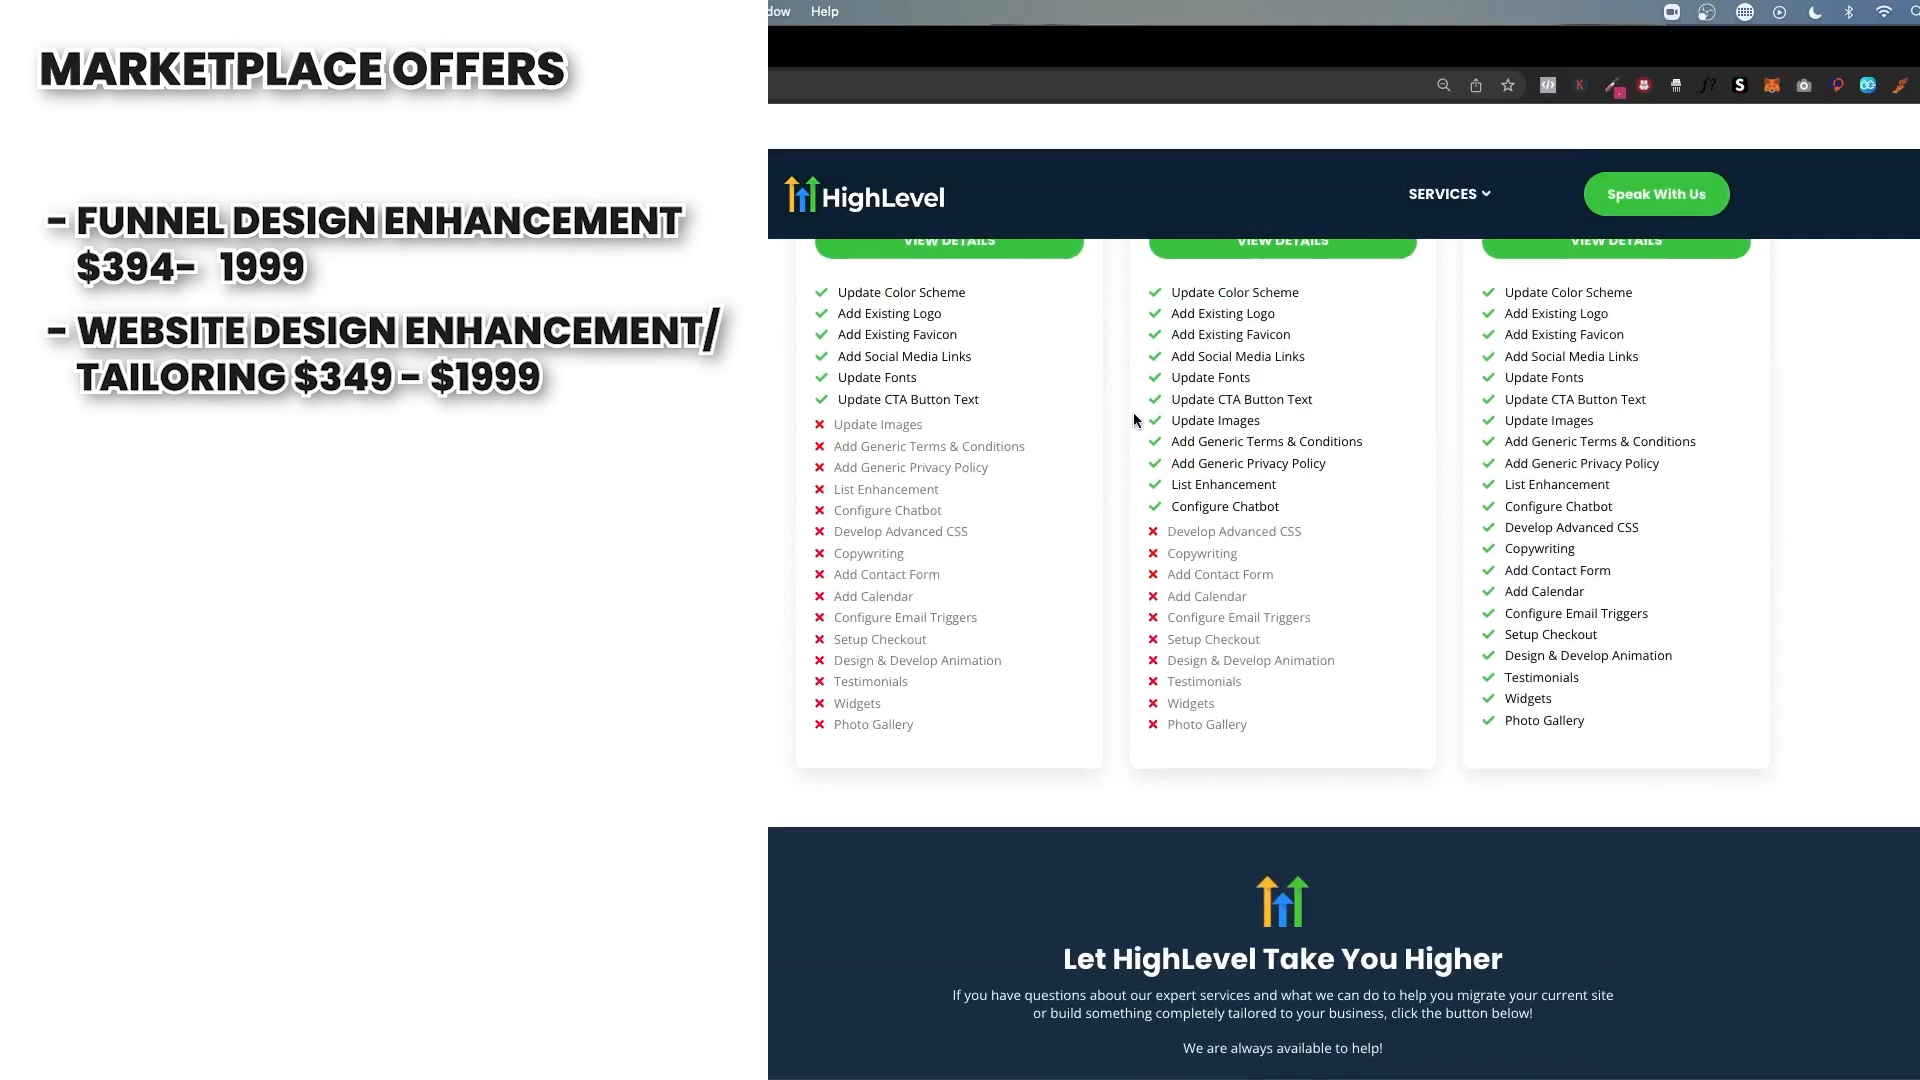 MARKETPLACE OFFERS
- FUNNEL DESIGN ENHANCEMENT
$394- 1999
- WEBSITE DESIGN ENHANCEMENT/
TAILORING $349 - $1999
dow Help
HighLevel
SERVICES
Speak With Us
VIEW DETAILS
Update Color Scheme
Add Existing Logo
Add Existing Favicon
Add Social Media Links
Update Fonts
Update CTA Button Text
Update Images
Add Generic Terms & Conditions
Add Generic Privacy Policy
List Enhancement
Configure Chatbot
Develop Advanced CSS
Copywriting
Add Contact Form
Add Calendar
Configure Email Triggers
Setup Checkout
Design & Develop Animation
Testimonials
Widgets
Photo Gallery
VIEW DETAILS
Update Color Scheme
Add Existing Logo
Add Existing Favicon
Add Social Media Links
Update Fonts
Update CTA Button Text
Update Images
Add Generic Terms & Conditions
Add Generic Privacy Policy
List Enhancement
Configure Chatbot
Develop Advanced CSS
Copywriting
Add Contact Form
Add Calendar
Configure Email Triggers
Setup Checkout
Design & Develop Animation
Testimonials
Widgets
Photo Gallery
VIEW DETAILS
Update Color Scheme
Add Existing Logo
Add Existing Favicon
Add Social Media Links
Update Fonts
Update CTA Button Text
Update Images
Add Generic Terms & Conditions
Add Generic Privacy Policy
List Enhancement
Configure Chatbot
Develop Advanced CSS
Copywriting
Add Contact Form
Add Calendar
Configure Email Triggers
Setup Checkout
Design & Develop Animation
Testimonials
Widgets
Photo Gallery
Let HighLevel Take You Higher
If you have questions about our expert services and what we can do to help you migrate your current site
or build something completely tailored to your business, click the button below!
We are always available to help!